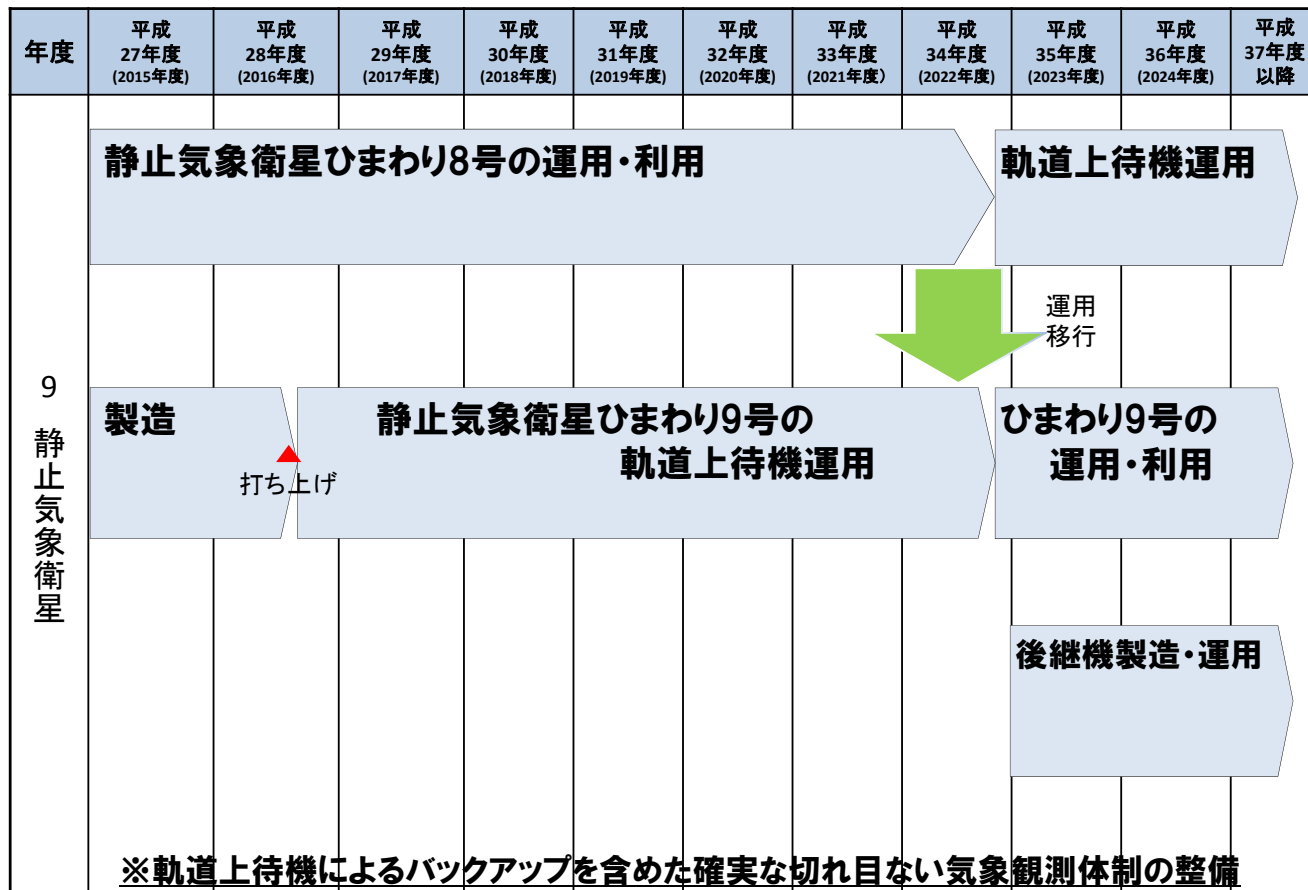 年度
平成
27年度
(2015年度)
平成
28年度
(2016年度)
平成
29年度
(2017年度)
平成
30年度
(2018年度)
平成
31年度
(2019年度)
平成
32年度
(2020年度)
平成
33年度
(2021年度)
平成
34年度
(2022年度)
平成
35年度
(2023年度)
平成
36年度
(2024年度)
平成
37年度
以降
9 静止気象衛星
静止気象衛星ひまわり8号の運用・利用
軌道上待機運用
運用
移行
製造
打ち上げ
静止気象衛星ひまわり9号の
軌道上待機運用
ひまわり9号の
運用・利用
後継機製造・運用
※軌道上待機によるバックアップを含めた確実な切れ目ない気象観測体制の整備